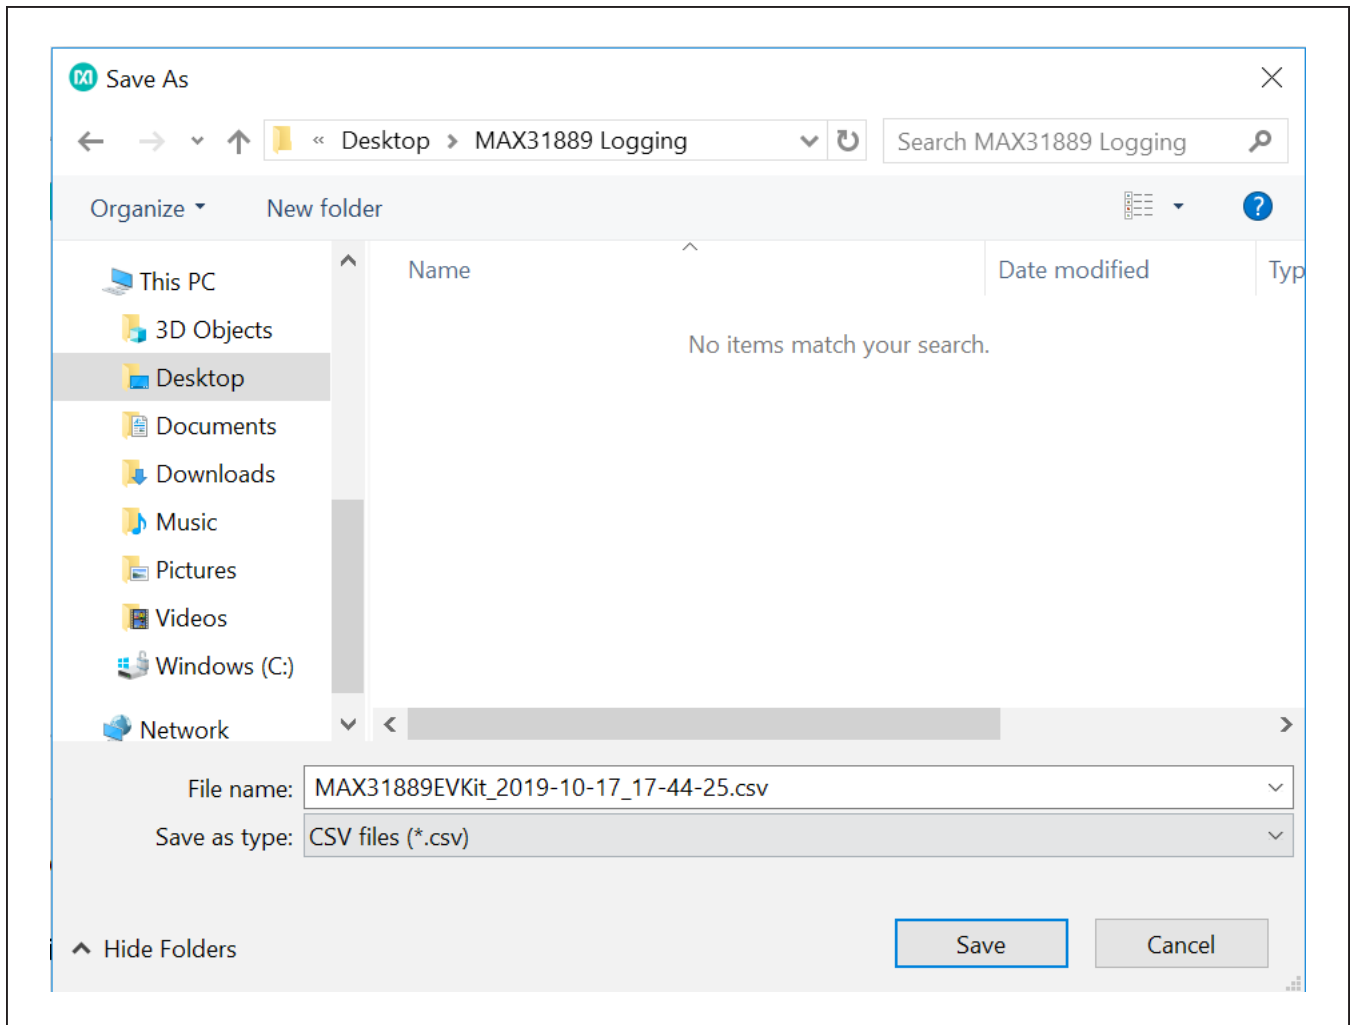 Save As
« Desktop > MAX31889 Logging
Search MAX31889 Logging
Organize
New folder
?
Name
Date modified
Typ
No items match your search.
This PC
3D Objects
Desktop
Documents
Downloads
Music
Pictures
Videos
Windows (C:)
Network
File name: MAX31889EVKit_2019-10-17_17-44-25.csv
Save as type: CSV files (*.csv)
Hide Folders
Save
Cancel